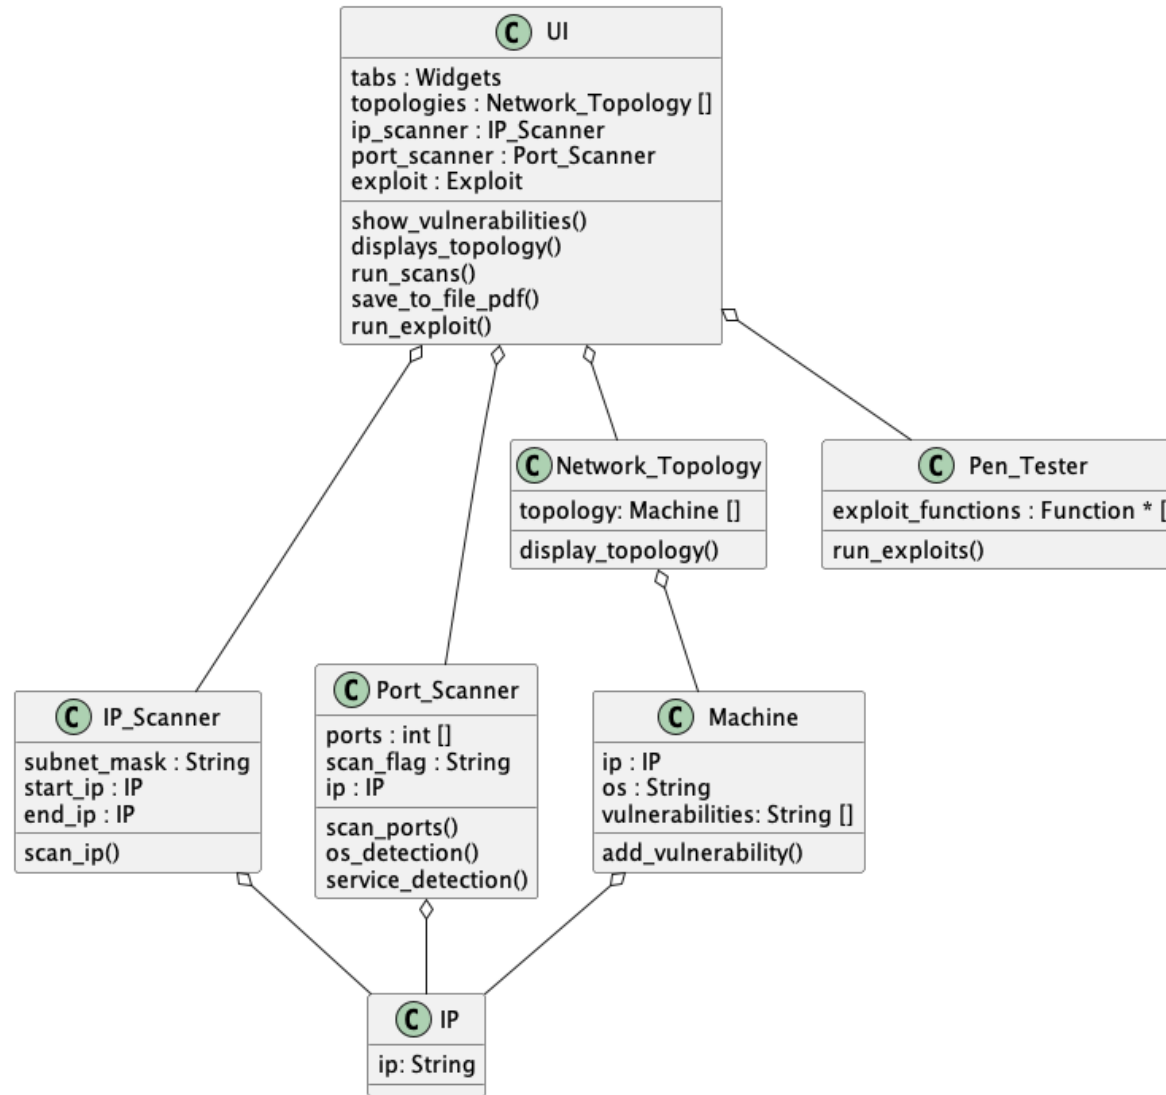 C UI
tabs : Widgets
topologies : Network_Topology []
ip_scanner : IP_Scanner
port_scanner : Port_Scanner
exploit : Exploit
show_vulnerabilities()
displays_topology()
run_scans()
save_to_file_pdf()
run_exploit()
C Network_Topology
topology: Machine []
display_topology()
C Pen_Tester
exploit_functions : Function * [
run_exploits()
C IP_Scanner
subnet_mask : String
start_ip : IP
end_ip : IP
scan_ip()
C Port_Scanner
ports : int []
scan_flag : String
ip : IP
scan_ports()
os_detection()
service_detection()
C Machine
ip : IP
os : String
vulnerabilities: String []
add_vulnerability()
C IP
ip: String